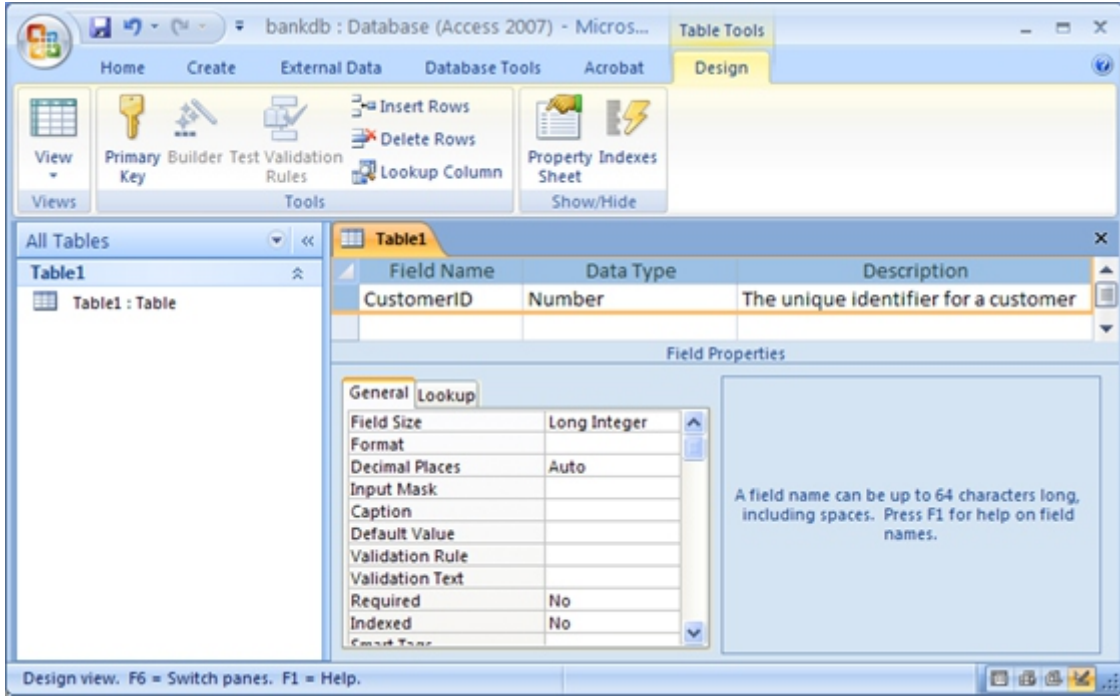 bankdb : Database (Access 2007) - Micros...
Table Tools
Home Create External Data Database Tools Acrobat Design
View
Views
Primary Key
Builder
Test Validation Rules
Insert Rows
Delete Rows
Lookup Column
Tools
Property Sheet
Indexes
Show/Hide
All Tables
Table1
Table1 : Table
Table1
Field Name Data Type Description
CustomerID Number The unique identifier for a customer
Field Properties
General Lookup
Field Size Long Integer
Format
Decimal Places Auto
Input Mask
Caption
Default Value
Validation Rule
Validation Text
Required No
Indexed No
Smart Tags
A field name can be up to 64 characters long,
including spaces. Press F1 for help on field
names.
Design view. F6 = Switch panes. F1 = Help.